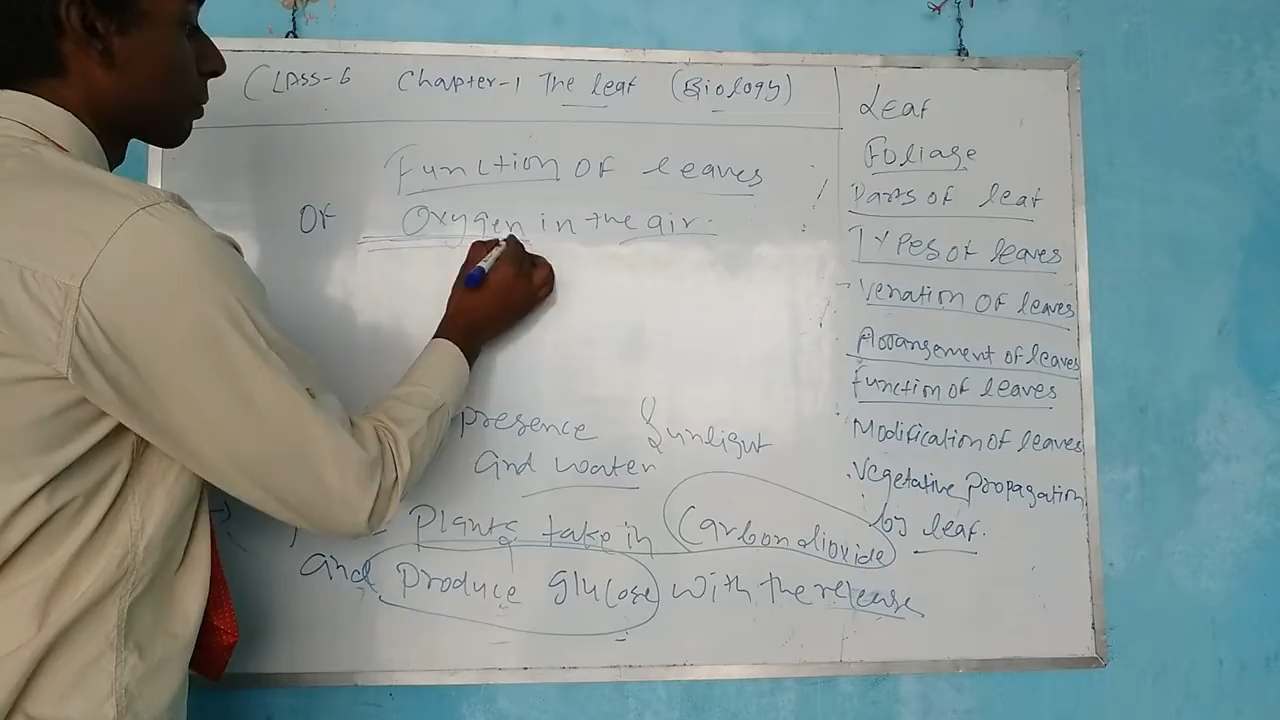 CLASS-6 Chapter-1 The leaf (Biology)
Function OF leaves
OF Oxygen in the air.
presence Sunlight
and water
Plants take in Carbondioxide
and produce glucose with the release
Leaf
Foliage
Parts of leaf
Types of leaves
Venation OF leaves
Arrangement of leaves
function of leaves
Modification of leaves
Vegetative propagation
by leaf.